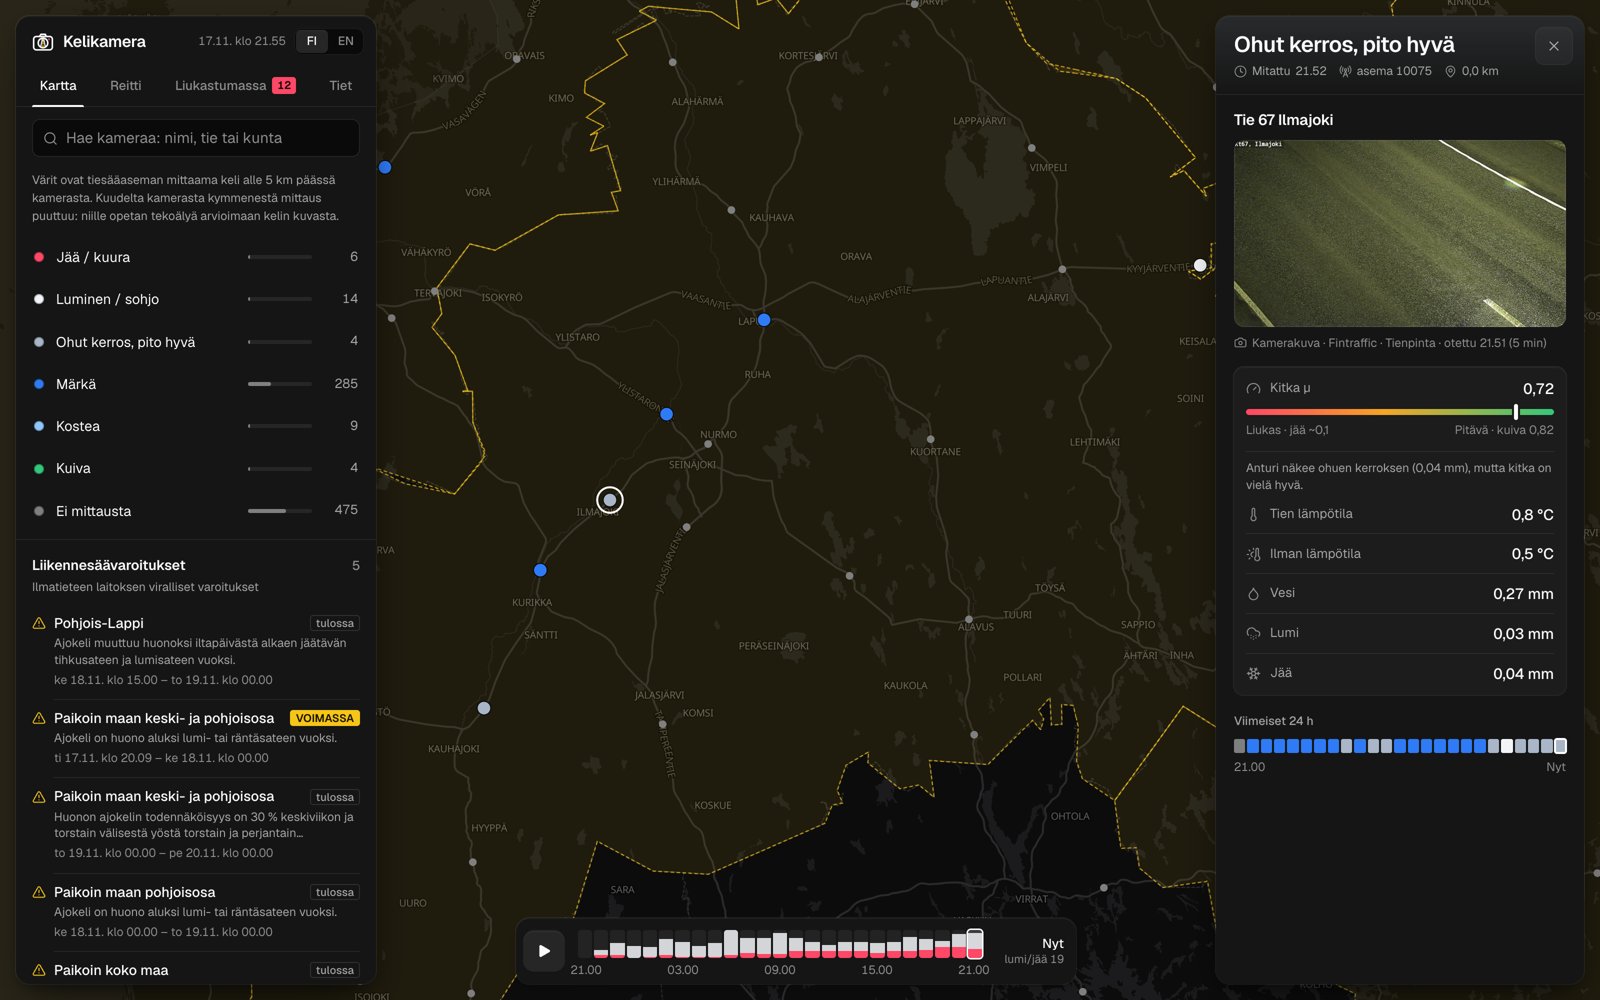 Kelikamera
17.11. klo 21.55
FI
EN
Kartta
Reitti
Liukastumassa 12
Tiet
Hae kameraa: nimi, tie tai kunta
Värit ovat tiesääaseman mittaama keli alle 5 km päässä
kamerasta. Kuudelta kamerasta kymmenestä mittaus
puuttuu: niille opetan tekoälyä arvioimaan kelin kuvasta.
Jää / kuura 6
Luminen / sohjo 14
Ohut kerros, pito hyvä 4
Märkä 285
Kostea 9
Kuiva 4
Ei mittausta 475
Liikennesäävaroitukset 5
Ilmatieteen laitoksen viralliset varoitukset
Pohjois-Lappi tulossa
Ajokeli muuttuu huonoksi iltapäivästä alkaen jäätävän
tihkusateen ja lumisateen vuoksi.
ke 18.11. klo 15.00 – to 19.11. klo 00.00
Paikoin maan keski- ja pohjoisosa VOIMASSA
Ajokeli on huono aluksi lumi- tai räntäsateen vuoksi.
ti 17.11. klo 20.09 – ke 18.11. klo 00.00
Paikoin maan keski- ja pohjoisosa tulossa
Huonon ajokelin todennäköisyys on 30 % keskiviikon ja
torstain välisestä yöstä torstain ja perjantain...
to 19.11. klo 00.00 – pe 20.11. klo 00.00
Paikoin maan pohjoisosa tulossa
Ajokeli on huono aluksi lumi- tai räntäsateen vuoksi.
ke 18.11. klo 00.00 – to 19.11. klo 00.00
Paikoin koko maa tulossa
ORAVAIS
KVIMO
KIMO
VASAVÄGEN
KORTESJÄRVI
ALAHÄRMÄ
LAPPAJÄRVI
VIMPELI
KINNULA
YLIHÄRMÄ
VÖRÅ
KAUHAVA
VÄHÄKYRÖ
ORAVA
KYYJÄRVENTIE
LAPUANTIE
ALAJÄRVENTIE
VAASANTIE
TERVAJOKI
ISOKYRÖ
ALAJÄRVI
YLISTARO
KEISALA
RUHA
SOINI
NURMO
SEINÄJOKI
KUORTANE
LEHTIMÄKI
ILMAJOKI
JALASJÄRVENTIE
KURIKKA
SÄNTTI
TÖYSÄ
TUURI
ALAVUS
SAPPIO
PERÄSEINÄJOKI
ÄHTÄRI
INHA
POLLARI
KAUKOLA
JALASJÄRVI
KOMSI
TAMPEREENTIE
KAUHAJOKI
KOSKUE
HYYPPÄ
OHTOLA
SARA
UURO
VIRRAT
ISOJOKI
21.00
03.00
09.00
15.00
21.00
Nyt
lumi/jää 19
Ohut kerros, pito hyvä
Mitattu 21.52
asema 10075
0,0 km
Tie 67 Ilmajoki
kt67, Ilmajoki
Kamerakuva · Fintraffic · Tienpinta · otettu 21.51 (5 min)
Kitka µ 0,72
Liukas · jää ~0,1
Pitävä · kuiva 0,82
Anturi näkee ohuen kerroksen (0,04 mm), mutta kitka on
vielä hyvä.
Tien lämpötila 0,8 °C
Ilman lämpötila 0,5 °C
Vesi 0,27 mm
Lumi 0,03 mm
Jää 0,04 mm
Viimeiset 24 h
21.00
Nyt